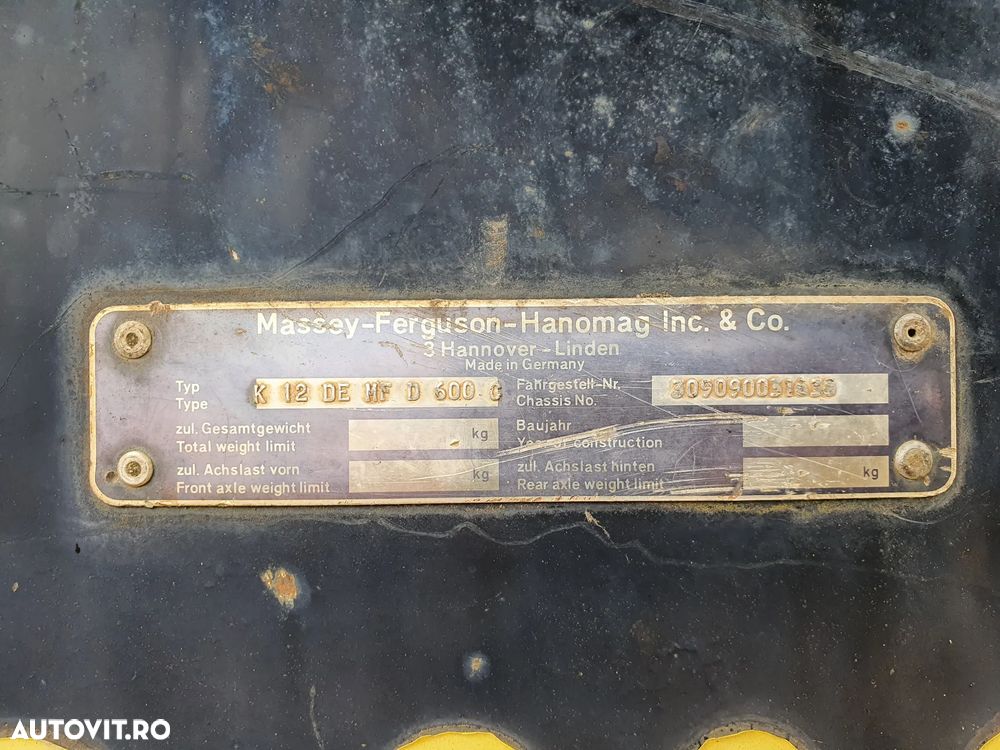 Massey-Ferguson-Hanomag Inc. & Co.
3 Hannover-Linden
Made in Germany
Typ
Type
K 12 DE MF D 600 C
Fahrgestell-Nr.
Chassis No.
zul. Gesamtgewicht
Total weight limit
kg
Baujahr
Year of construction
zul. Achslast vorn
Front axle weight limit
kg
zul. Achslast hinten
Rear axle weight limit
kg
AUTOVIT.RO